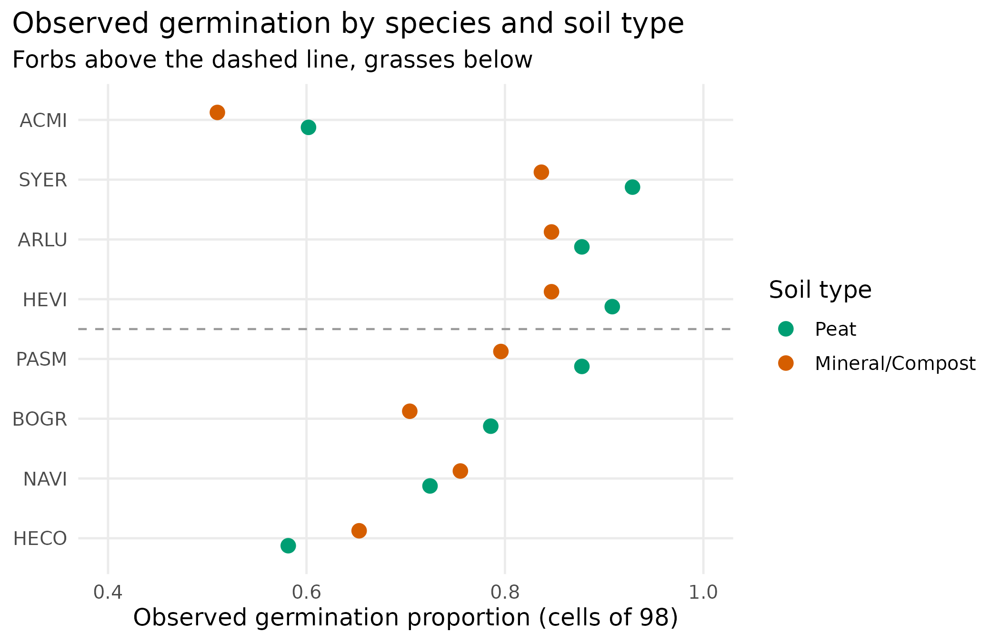 Observed germination by species and soil type
Forbs above the dashed line, grasses below
ACMI
SYER
ARLU
HEVI
PASM
BOGR
NAVI
HECO
0.4 0.6 0.8 1.0
Observed germination proportion (cells of 98)
Soil type
Peat
Mineral/Compost